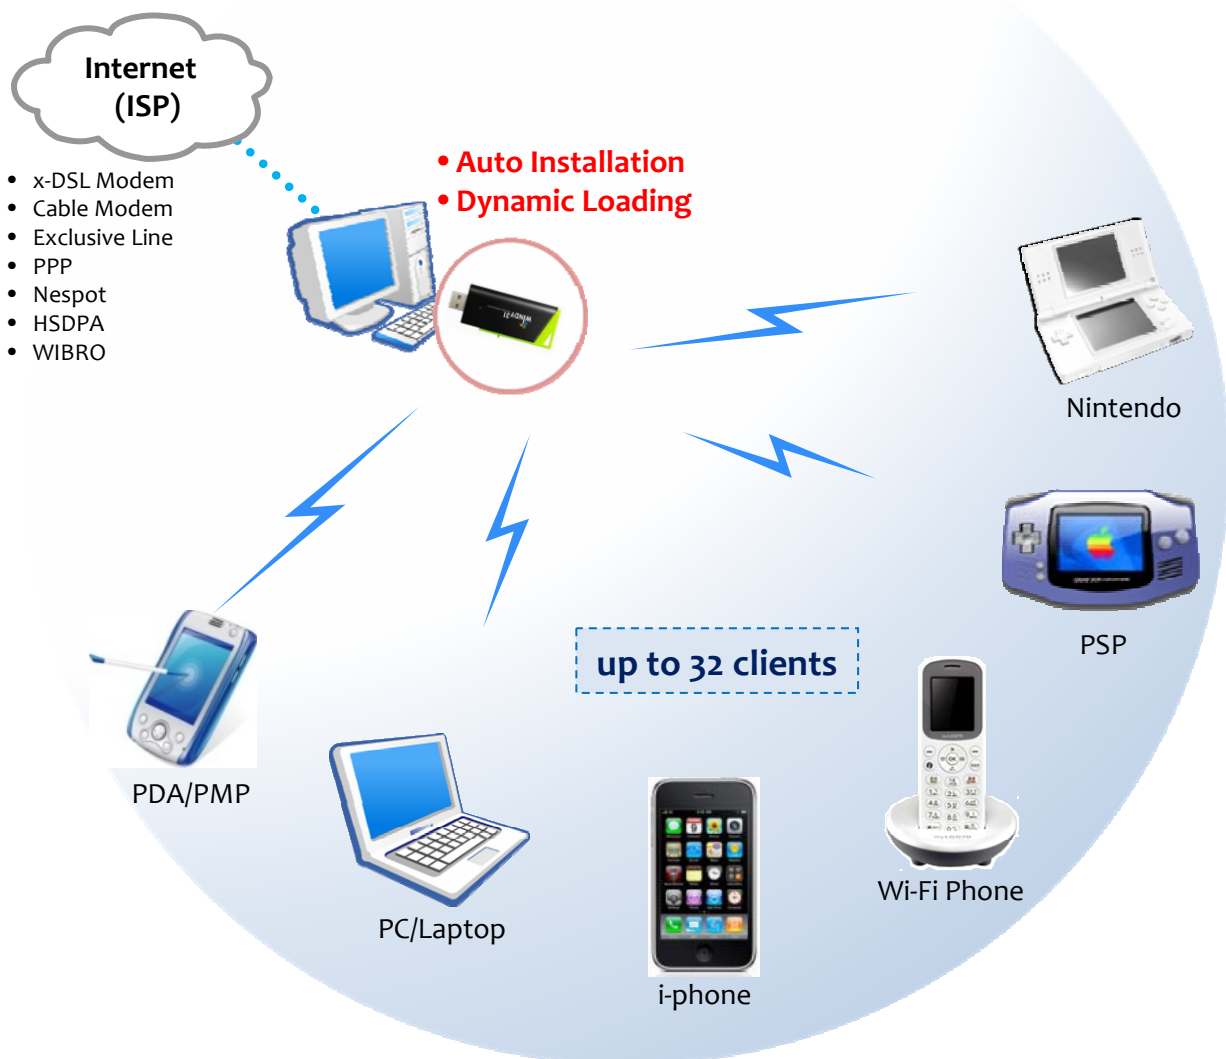 Internet
(ISP)
• x-DSL Modem
• Cable Modem
• Exclusive Line
• PPP
• Nespot
• HSDPA
• WIBRO
• Auto Installation
• Dynamic Loading
WINDY31
Nintendo
PSP
up to 32 clients
PDA/PMP
PC/Laptop
i-phone
Wi-Fi Phone